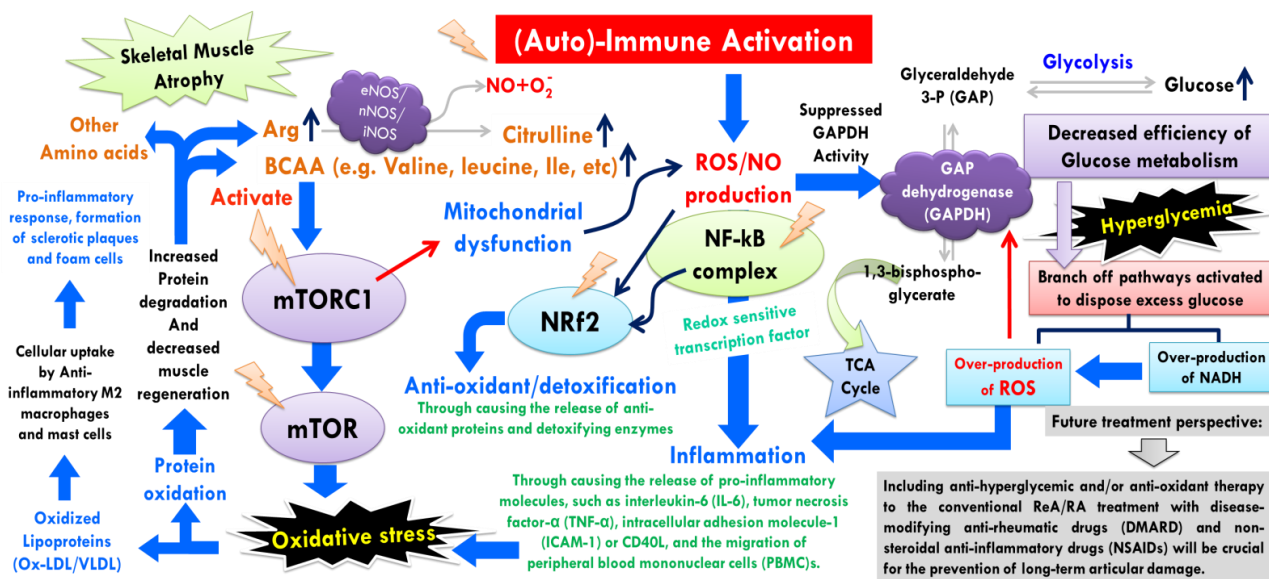 (Auto)-Immune Activation
Skeletal Muscle
Atrophy
eNOS/
nNOS/
iNOS
NO+O2-
Arg
Citrulline
Other
Amino acids
BCAA (e.g. Valine, leucine, Ile, etc)
Activate
Pro-inflammatory
response, formation
of sclerotic plaques
and foam cells
Increased
Protein
degradation
And
decreased
muscle
regeneration
Cellular uptake
by Anti-
inflammatory M2
macrophages
and mast cells
Protein
oxidation
Oxidized
Lipoproteins
(Ox-LDL/VLDL)
mTORC1
mTOR
Oxidative stress
Mitochondrial
dysfunction
ROS/NO
production
NF-kB
complex
NRf2
Redox sensitive
transcription factor
Anti-oxidant/detoxification
Through causing the release of anti-
oxidant proteins and detoxifying enzymes
Inflammation
Through causing the release of pro-inflammatory
molecules, such as interleukin-6 (IL-6), tumor necrosis
factor-α (TNF-α), intracellular adhesion molecule-1
(ICAM-1) or CD40L, and the migration of
peripheral blood mononuclear cells (PBMC)s.
Suppressed
GAPDH
Activity
Glyceraldehyde
3-P (GAP)
Glycolysis
Glucose
GAP
dehydrogenase
(GAPDH)
1,3-bisphospho-
glycerate
TCA
Cycle
Decreased efficiency of
Glucose metabolism
Hyperglycemia
Branch off pathways activated
to dispose excess glucose
Over-production
of ROS
Over-production
of NADH
Future treatment perspective:
Including anti-hyperglycemic and/or anti-oxidant therapy
to the conventional ReA/RA treatment with disease-
modifying anti-rheumatic drugs (DMARD) and non-
steroidal anti-inflammatory drugs (NSAIDs) will be crucial
for the prevention of long-term articular damage.